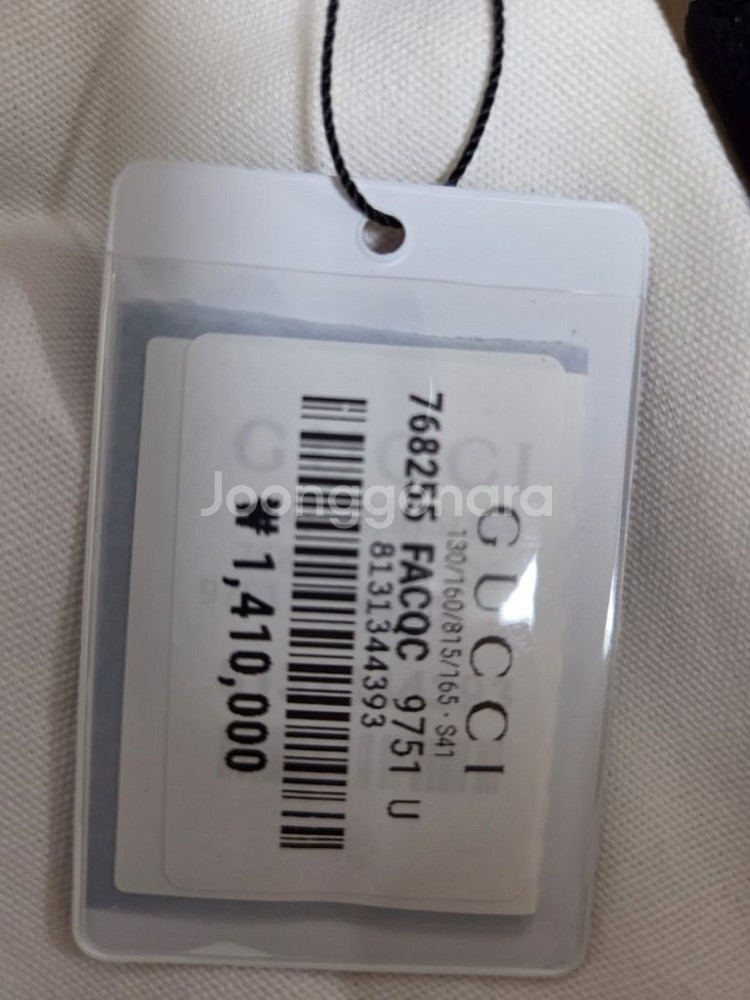 GUCCI
130/160/815/165 · S41
768255 FACQC 9751 U
8131344393
₩ 1,410,000
Joonggonara